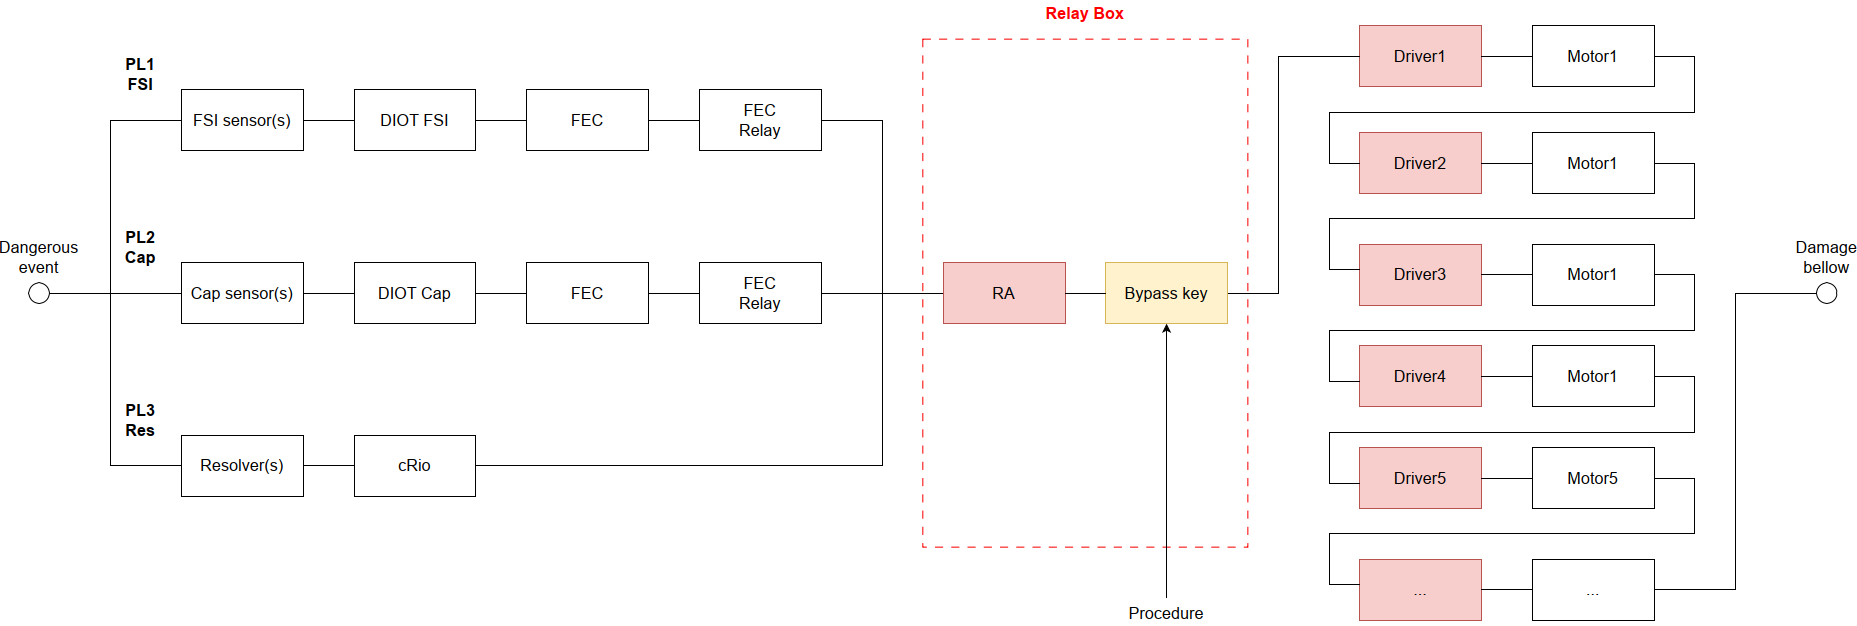 Relay Box
PL1
FSI
FSI sensor(s)
DIOT FSI
FEC
FEC
Relay
Dangerous
event
PL2
Cap
Cap sensor(s)
DIOT Cap
FEC
FEC
Relay
PL3
Res
Resolver(s)
cRio
RA
Bypass key
Procedure
Driver1
Motor1
Driver2
Motor1
Driver3
Motor1
Driver4
Motor1
Driver5
Motor5
...
...
Damage
bellow